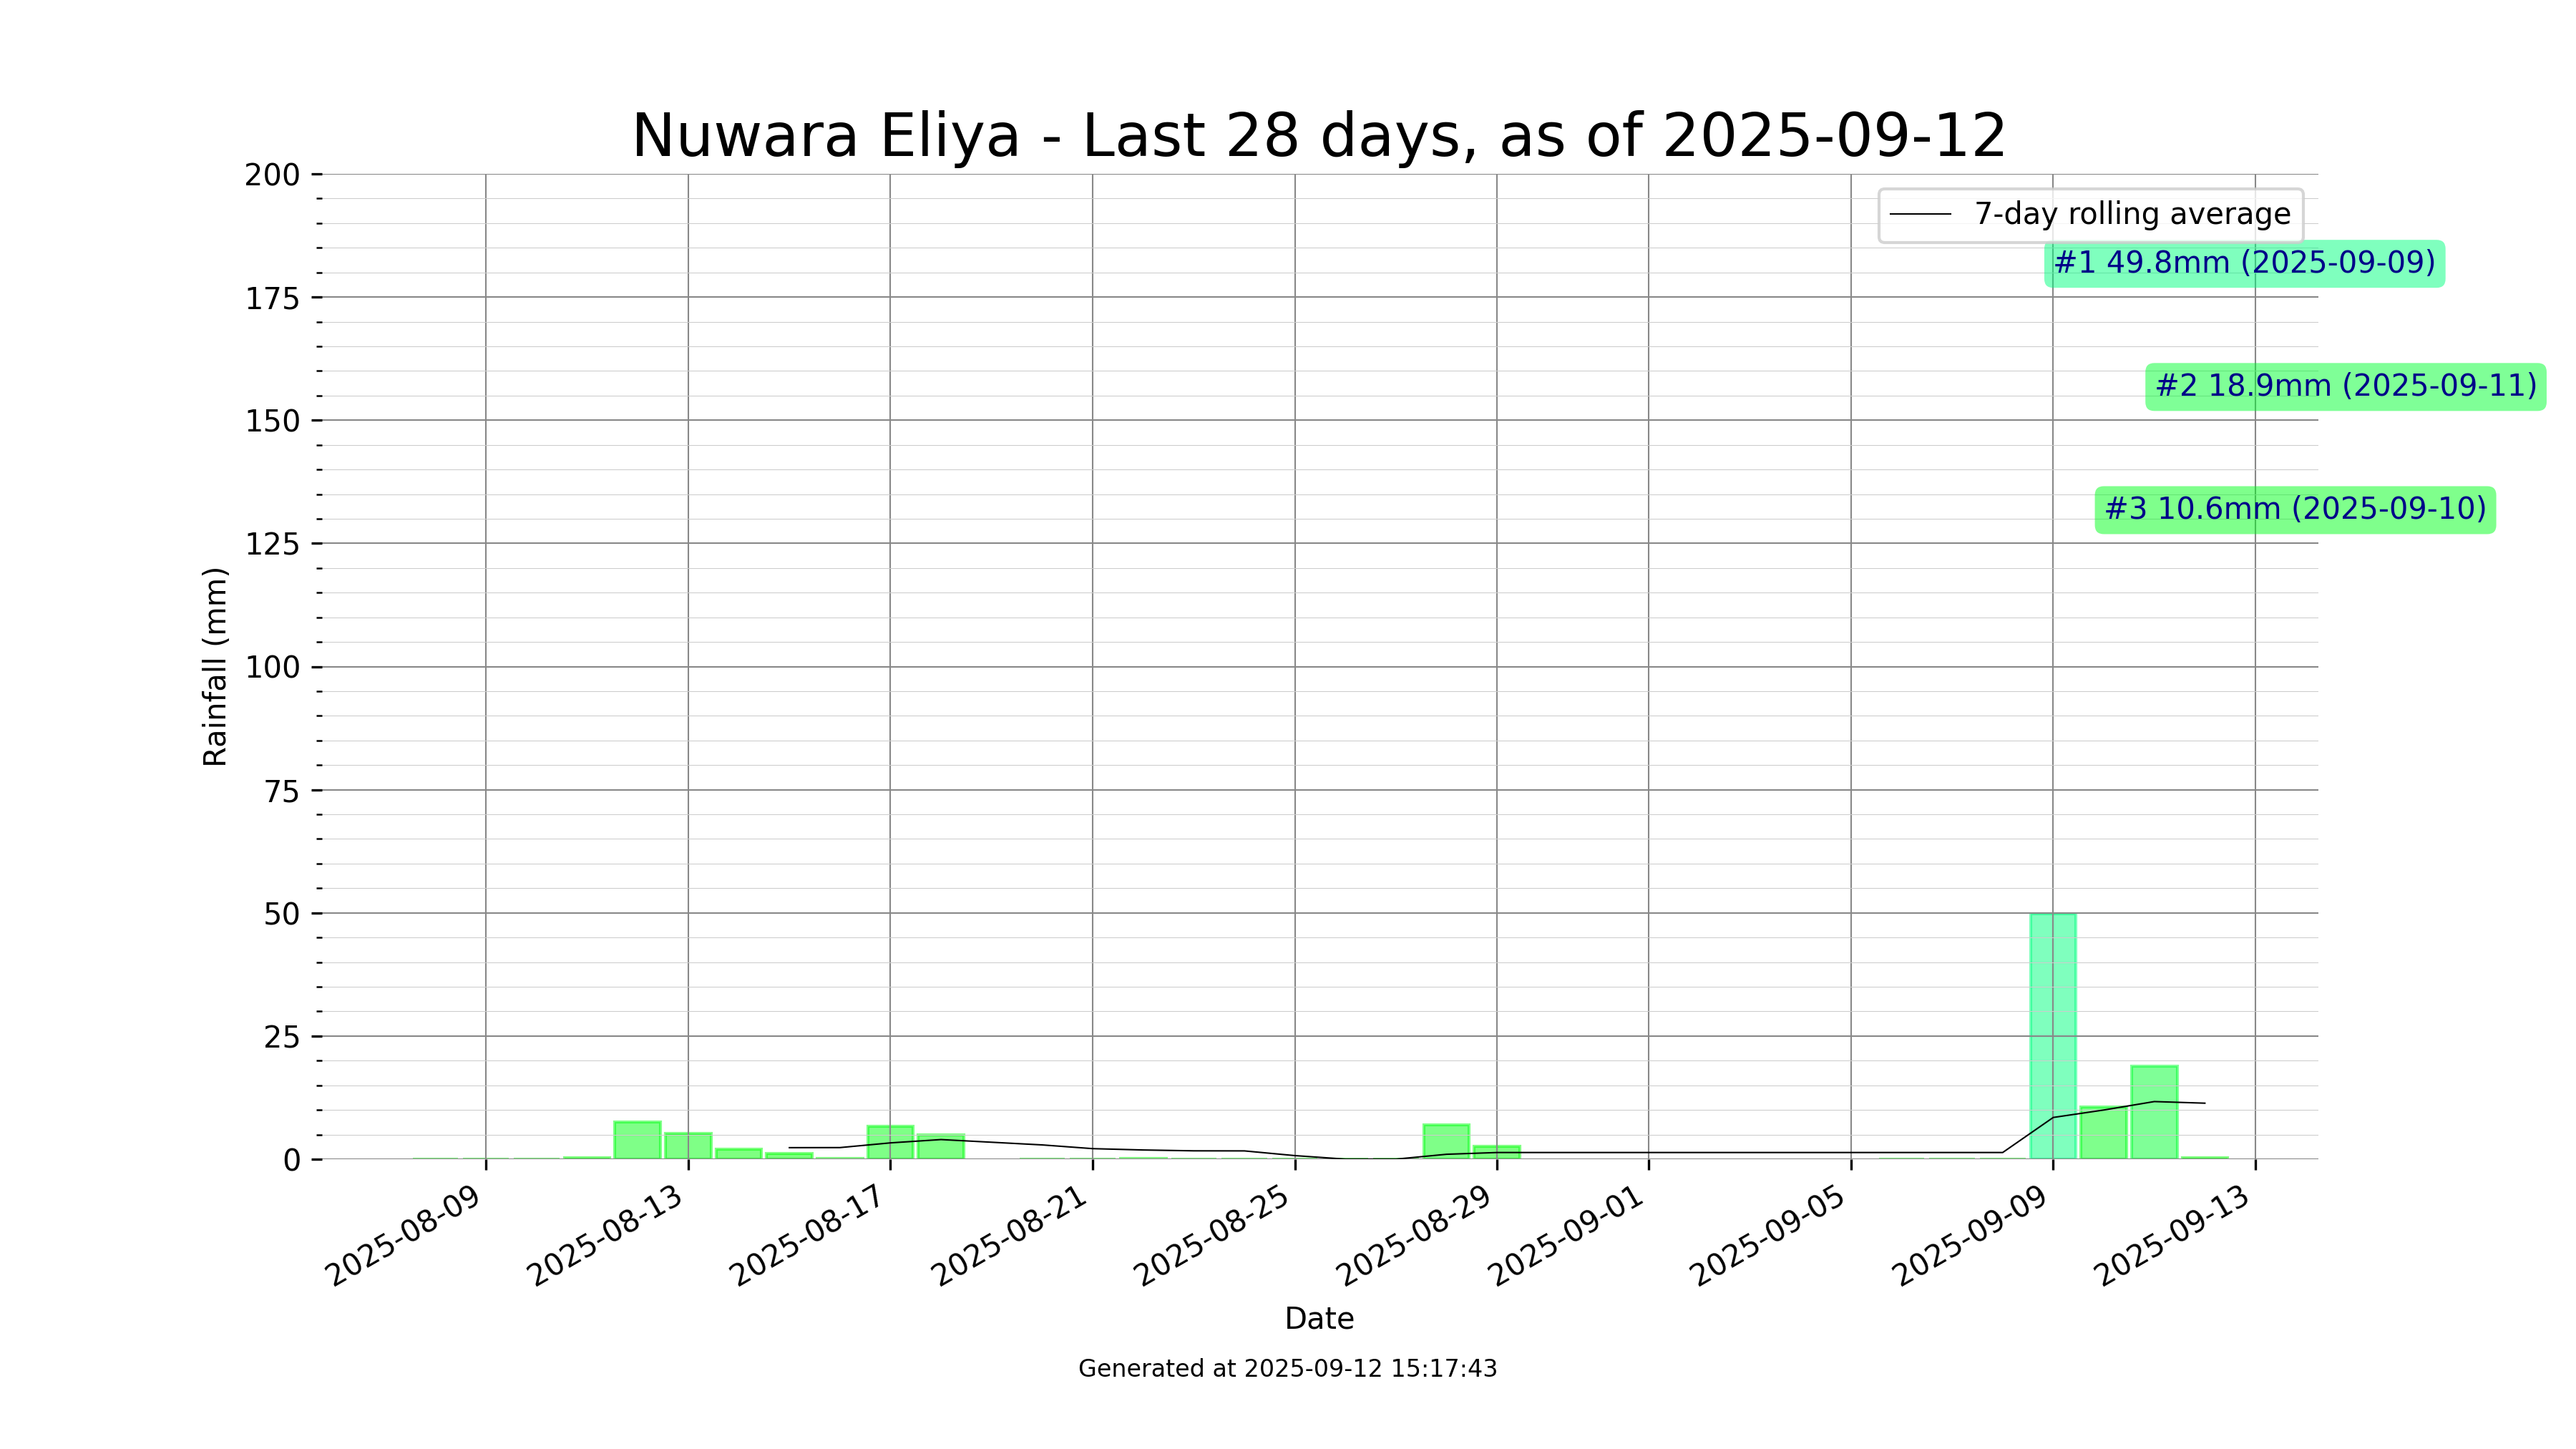 Nuwara Eliya - Last 28 days, as of 2025-09-12
200
175
150
125
100
75
50
25
0
Rainfall (mm)
7-day rolling average
#1 49.8mm (2025-09-09)
#2 18.9mm (2025-09-11)
#3 10.6mm (2025-09-10)
2025-08-09
2025-08-13
2025-08-17
2025-08-21
2025-08-25
2025-08-29
2025-09-01
2025-09-05
2025-09-09
2025-09-13
Date
Generated at 2025-09-12 15:17:43